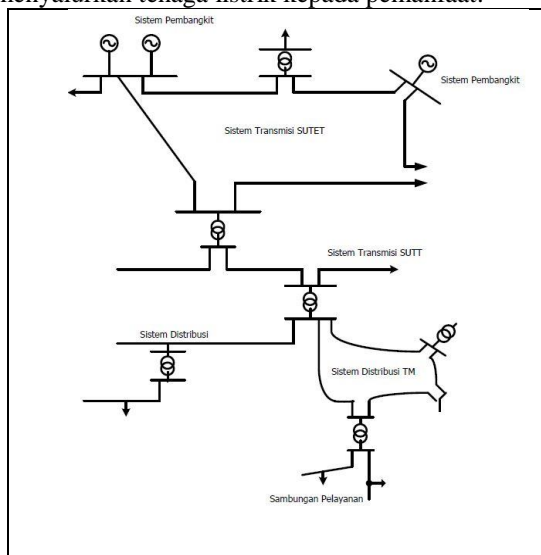 menyalurkan tenaga listrik kepada pemanfaat.
Sistem Pembangkit
Sistem Pembangkit
Sistem Transmisi SUTET
Sistem Transmisi SUTT
Sistem Distribusi
Sistem Distribusi TM
Sambungan Pelayanan